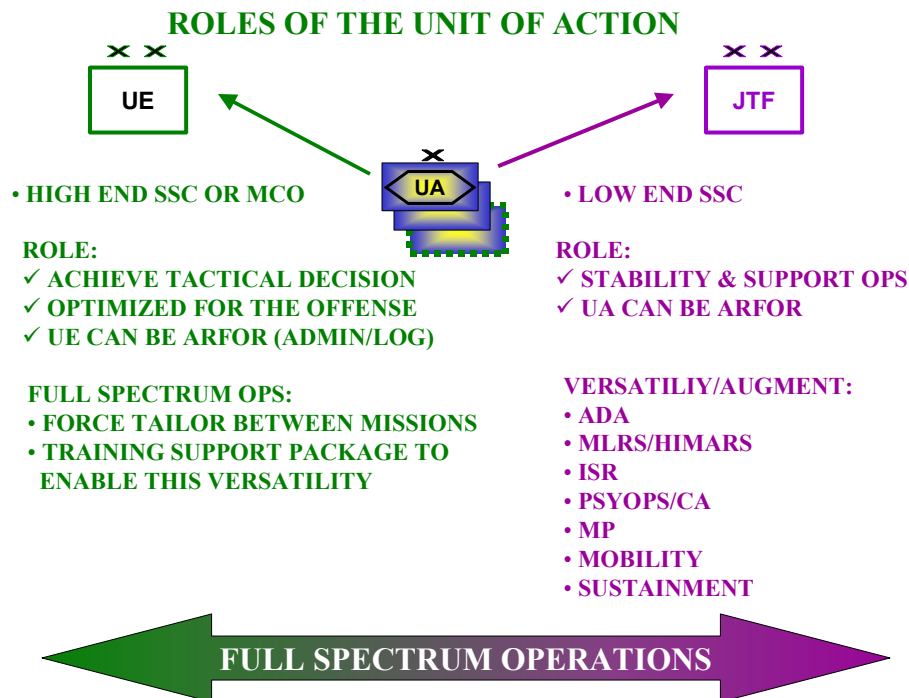 ROLES OF THE UNIT OF ACTION
X X
UE
X X
JTF
X
UA
• HIGH END SSC OR MCO
ROLE:
✓ ACHIEVE TACTICAL DECISION
✓ OPTIMIZED FOR THE OFFENSE
✓ UE CAN BE ARFOR (ADMIN/LOG)
FULL SPECTRUM OPS:
• FORCE TAILOR BETWEEN MISSIONS
• TRAINING SUPPORT PACKAGE TO
ENABLE THIS VERSATILITY
• LOW END SSC
ROLE:
✓ STABILITY & SUPPORT OPS
✓ UA CAN BE ARFOR
VERSATILIY/AUGMENT:
• ADA
• MLRS/HIMARS
• ISR
• PSYOPS/CA
• MP
• MOBILITY
• SUSTAINMENT
FULL SPECTRUM OPERATIONS